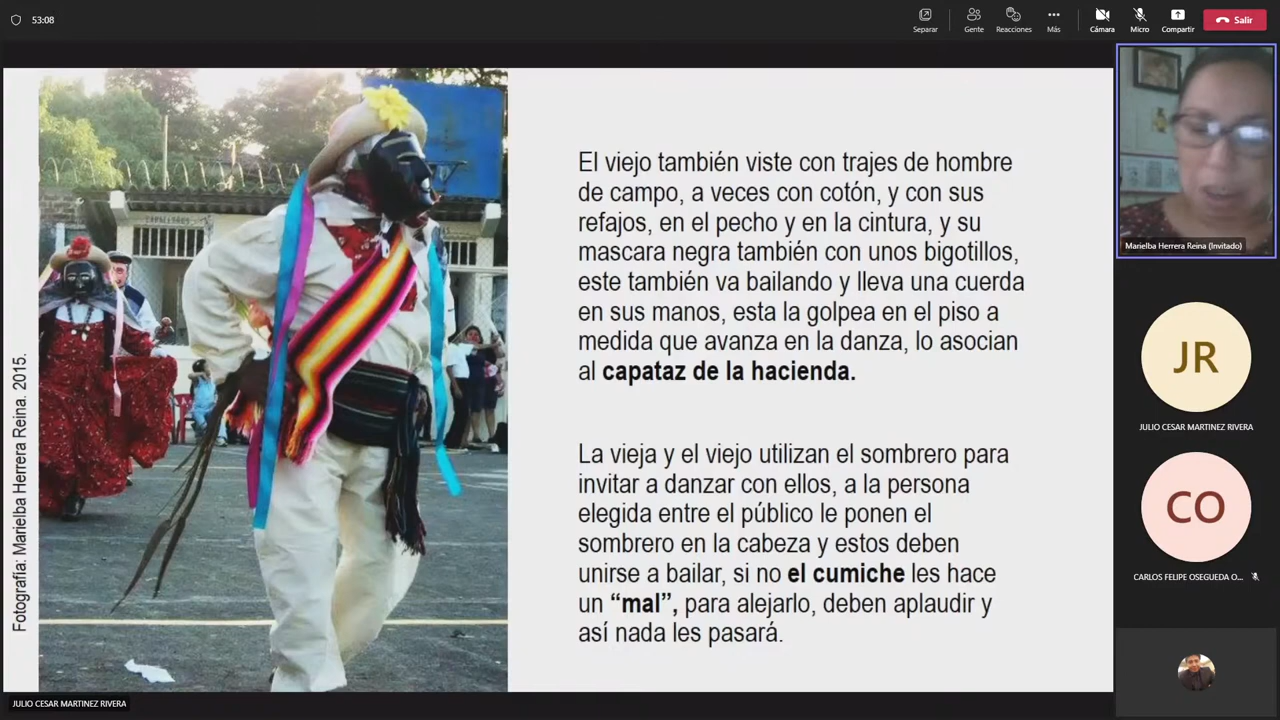 53:08
Separar
Gente
Reacciones
Más
Cámara
Micro
Compartir
Salir
Fotografía: Marielba Herrera Reina. 2015.
CABALLEROS
El viejo también viste con trajes de hombre
de campo, a veces con cotón, y con sus
refajos, en el pecho y en la cintura, y su
mascara negra también con unos bigotillos,
este también va bailando y lleva una cuerda
en sus manos, esta la golpea en el piso a
medida que avanza en la danza, lo asocian
al capataz de la hacienda.
La vieja y el viejo utilizan el sombrero para
invitar a danzar con ellos, a la persona
elegida entre el público le ponen el
sombrero en la cabeza y estos deben
unirse a bailar, si no el cumiche les hace
un “mal”, para alejarlo, deben aplaudir y
así nada les pasará.
Marielba Herrera Reina (Invitado)
JR
JULIO CESAR MARTINEZ RIVERA
CO
CARLOS FELIPE OSEGUEDA O...
JULIO CESAR MARTINEZ RIVERA